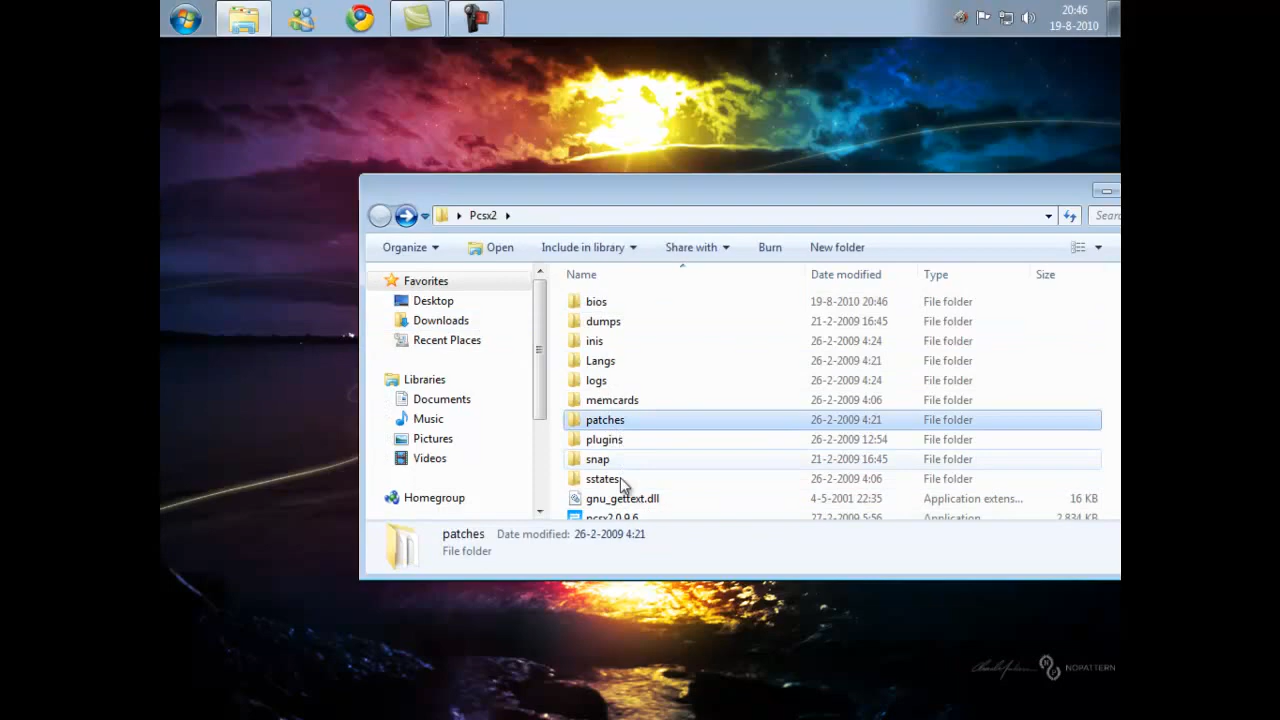 20:46
19-8-2010
Pcsx2
Sear
Organize
Open
Include in library
Share with
Burn
New folder
Name Date modified Type Size
Favorites
Desktop
Downloads
Recent Places
Libraries
Documents
Music
Pictures
Videos
Homegroup
bios 19-8-2010 20:46 File folder
dumps 21-2-2009 16:45 File folder
inis 26-2-2009 4:24 File folder
Langs 26-2-2009 4:21 File folder
logs 26-2-2009 4:24 File folder
memcards 26-2-2009 4:06 File folder
patches 26-2-2009 4:21 File folder
plugins 26-2-2009 12:54 File folder
snap 21-2-2009 16:45 File folder
sstates 26-2-2009 4:06 File folder
gnu_gettext.dll 4-5-2001 22:35 Application extens... 16 KB
pcsx2 0.9.6 27-2-2009 5:56 Application 2.834 KB
patches Date modified: 26-2-2009 4:21
File folder
NOPATTERN